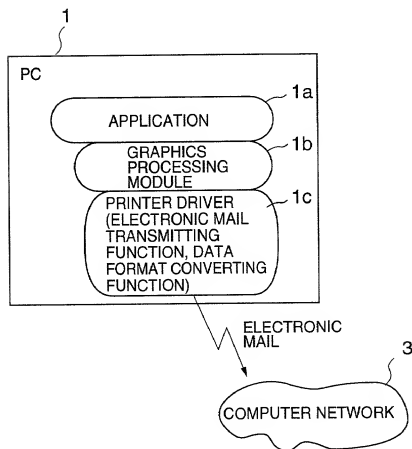 1
PC
1a
APPLICATION
1b
GRAPHICS
PROCESSING
MODULE
1c
PRINTER DRIVER
(ELECTRONIC MAIL
TRANSMITTING
FUNCTION, DATA
FORMAT CONVERTING
FUNCTION)
ELECTRONIC
MAIL
3
COMPUTER NETWORK